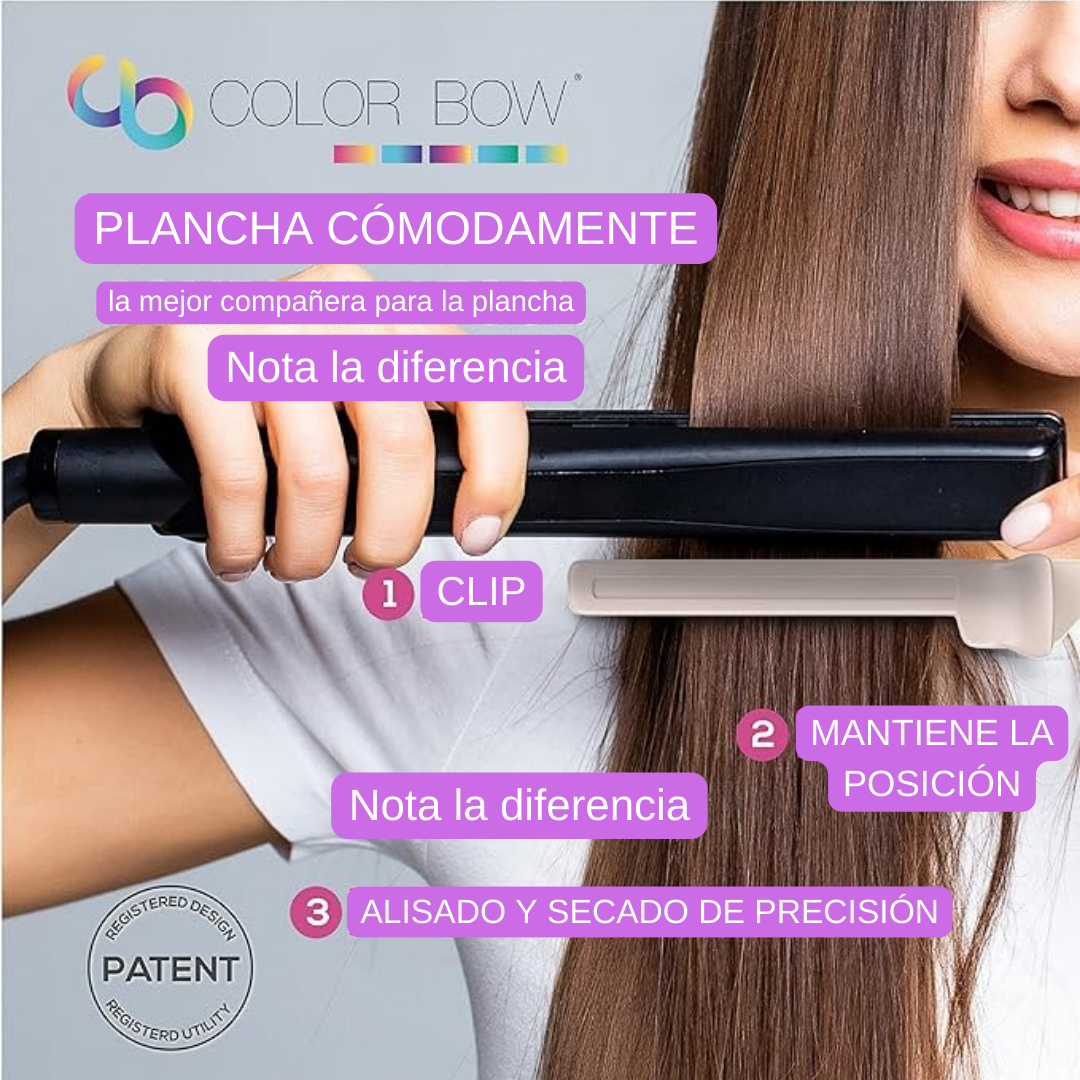 COLOR BOW®
PLANCHA CÓMODAMENTE
la mejor compañera para la plancha
Nota la diferencia
1 CLIP
2 MANTIENE LA
POSICIÓN
Nota la diferencia
3 ALISADO Y SECADO DE PRECISIÓN
REGISTERED DESIGN
PATENT
REGISTERD UTILITY